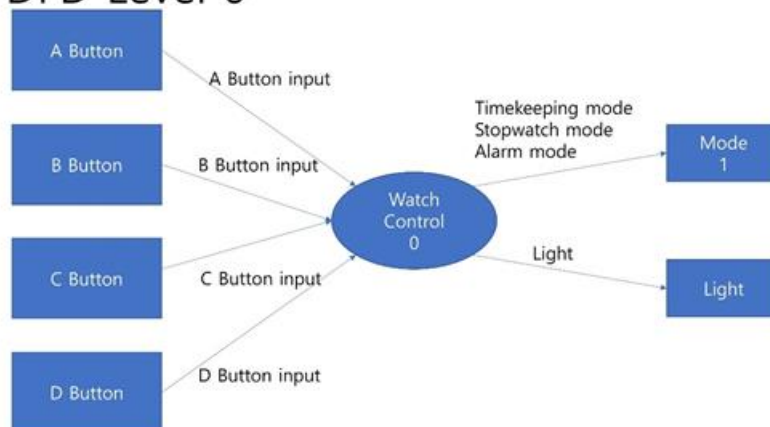 DFD Level 0
A Button
A Button input
B Button
B Button input
C Button
C Button input
D Button
D Button input
Watch
Control
0
Timekeeping mode
Stopwatch mode
Alarm mode
Mode
1
Light
Light